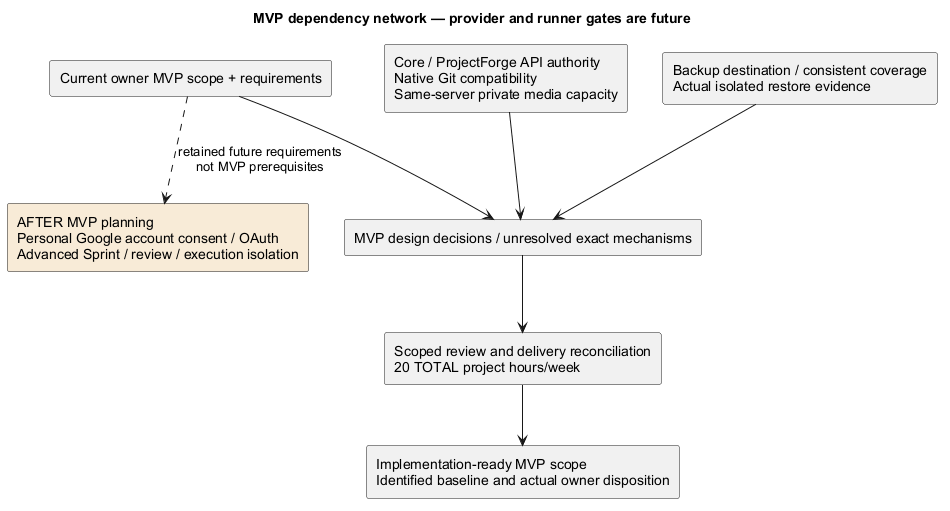 MVP dependency network — provider and runner gates are future
Current owner MVP scope + requirements
Core / ProjectForge API authority
Native Git compatibility
Same-server private media capacity
Backup destination / consistent coverage
Actual isolated restore evidence
retained future requirements
not MVP prerequisites
AFTER MVP planning
Personal Google account consent / OAuth
Advanced Sprint / review / execution isolation
MVP design decisions / unresolved exact mechanisms
Scoped review and delivery reconciliation
20 TOTAL project hours/week
Implementation-ready MVP scope
Identified baseline and actual owner disposition